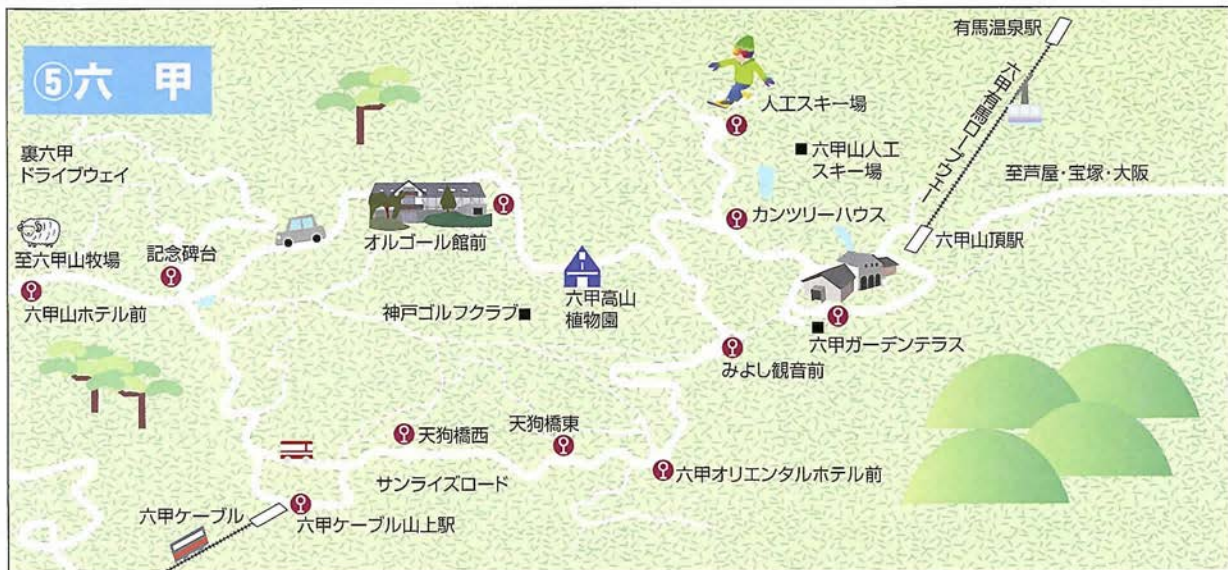 ⑤六 甲
有馬温泉駅
六甲有馬ロープウェー
人工スキー場
六甲山人工
スキー場
至芦屋・宝塚・大阪
裏六甲
ドライブウェイ
カンツリーハウス
六甲山頂駅
オルゴール館前
至六甲山牧場
記念碑台
六甲山ホテル前
神戸ゴルフクラブ
六甲高山
植物園
六甲ガーデンテラス
みよし観音前
天狗橋西
天狗橋東
六甲オリエンタルホテル前
サンライズロード
六甲ケーブル
六甲ケーブル山上駅